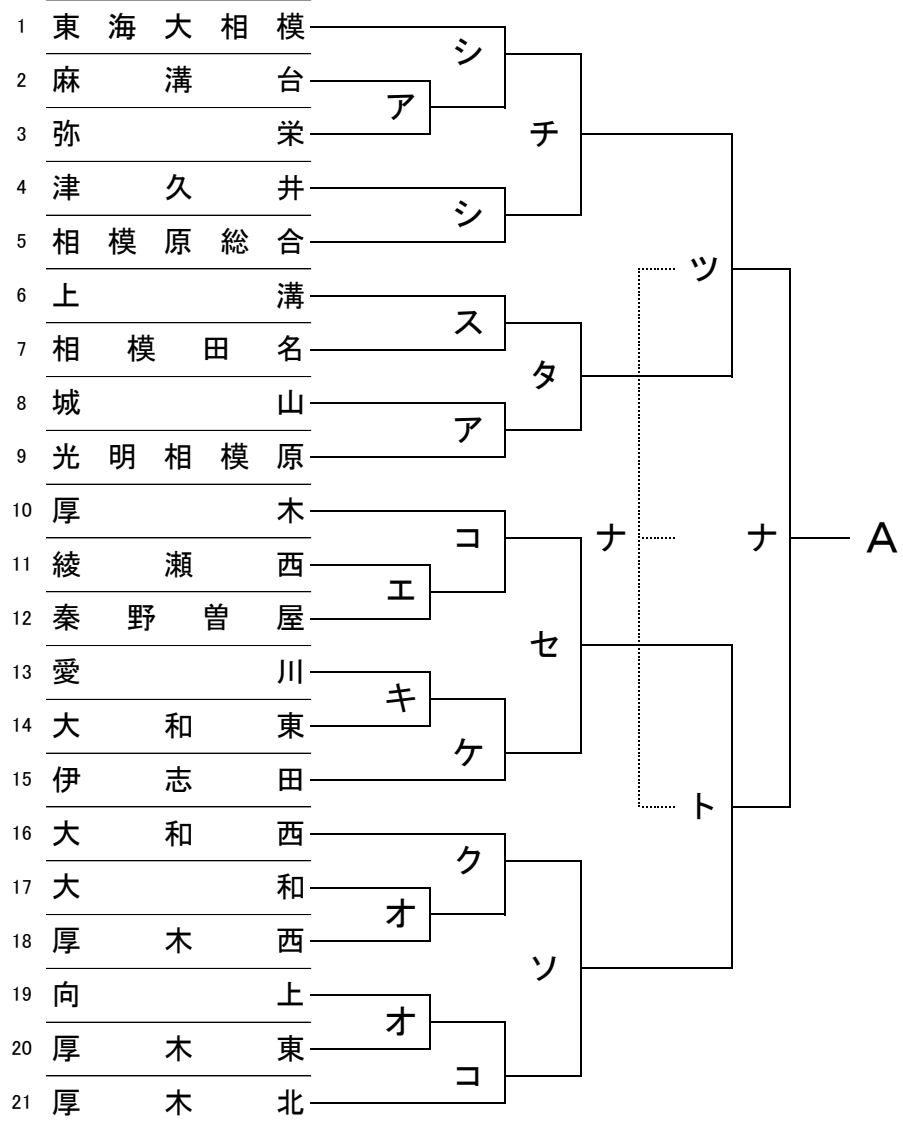 1 東海大相模
シ
2 麻溝台
ア
3 弥栄
チ
4 津久井
シ
5 相模原総合
ツ
6 上溝
ス
7 相模田名
タ
8 城山
ア
9 光明相模原
10 厚木
コ
ナ
ナ
A
11 綾瀬西
エ
12 秦野曽屋
セ
13 愛川
キ
14 大和東
ケ
15 伊志田
ト
16 大和西
ク
17 大和
オ
18 厚木西
ソ
19 向上
オ
20 厚木東
コ
21 厚木北